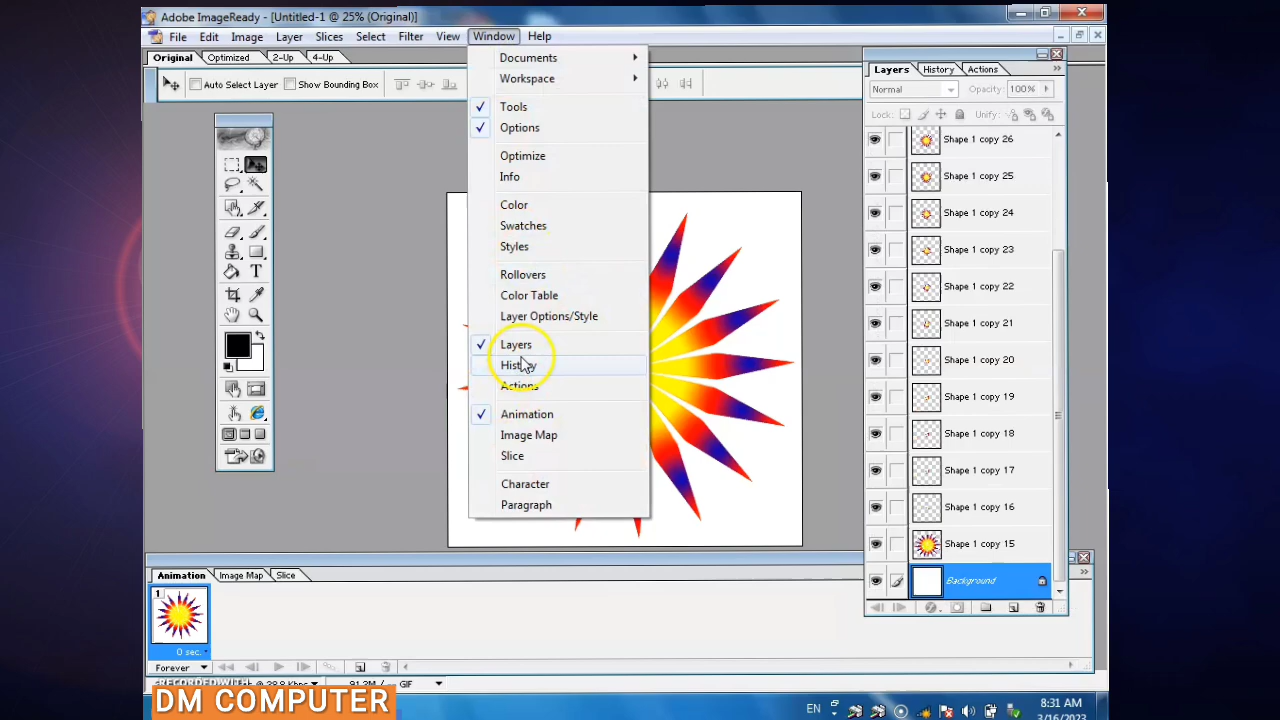 Adobe ImageReady - [Untitled-1 @ 25% (Original)]
File Edit Image Layer Slices Select Filter View Window Help
Original Optimized 2-Up 4-Up
Auto Select Layer Show Bounding Box
Documents
Workspace
Tools
Options
Optimize
Info
Color
Swatches
Styles
Rollovers
Color Table
Layer Options/Style
Layers
History
Actions
Animation
Image Map
Slice
Character
Paragraph
Layers History Actions
Normal Opacity: 100%
Lock: Unify:
Shape 1 copy 26
Shape 1 copy 25
Shape 1 copy 24
Shape 1 copy 23
Shape 1 copy 22
Shape 1 copy 21
Shape 1 copy 20
Shape 1 copy 19
Shape 1 copy 18
Shape 1 copy 17
Shape 1 copy 16
Shape 1 copy 15
Background
Animation Image Map Slice
1
0 sec.
Forever
GIF
RECORDED WITH
DM COMPUTER
EN
8:31 AM
3/16/2023